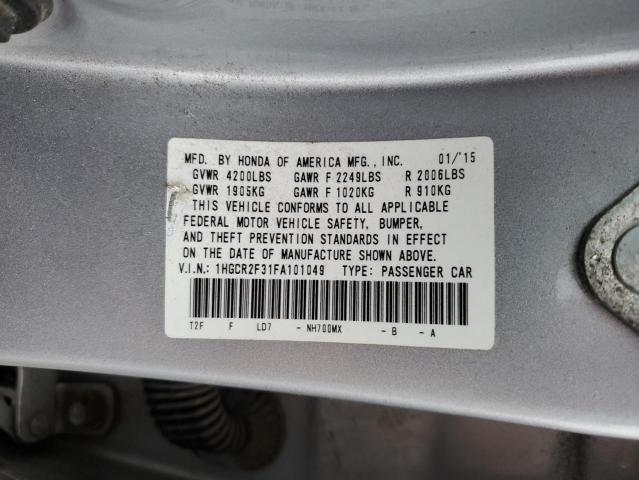 MFD. BY HONDA OF AMERICA MFG., INC. 01/'15
GVWR 4200LBS GAWR F 2249LBS R 2006LBS
GVWR 1905KG GAWR F 1020KG R 910KG
THIS VEHICLE CONFORMS TO ALL APPLICABLE
FEDERAL MOTOR VEHICLE SAFETY, BUMPER,
AND THEFT PREVENTION STANDARDS IN EFFECT
ON THE DATE OF MANUFACTURE SHOWN ABOVE.
V.I.N.: 1HGCR2F31FA101049 TYPE: PASSENGER CAR
T2F F LD7 - NH700MX - B - A